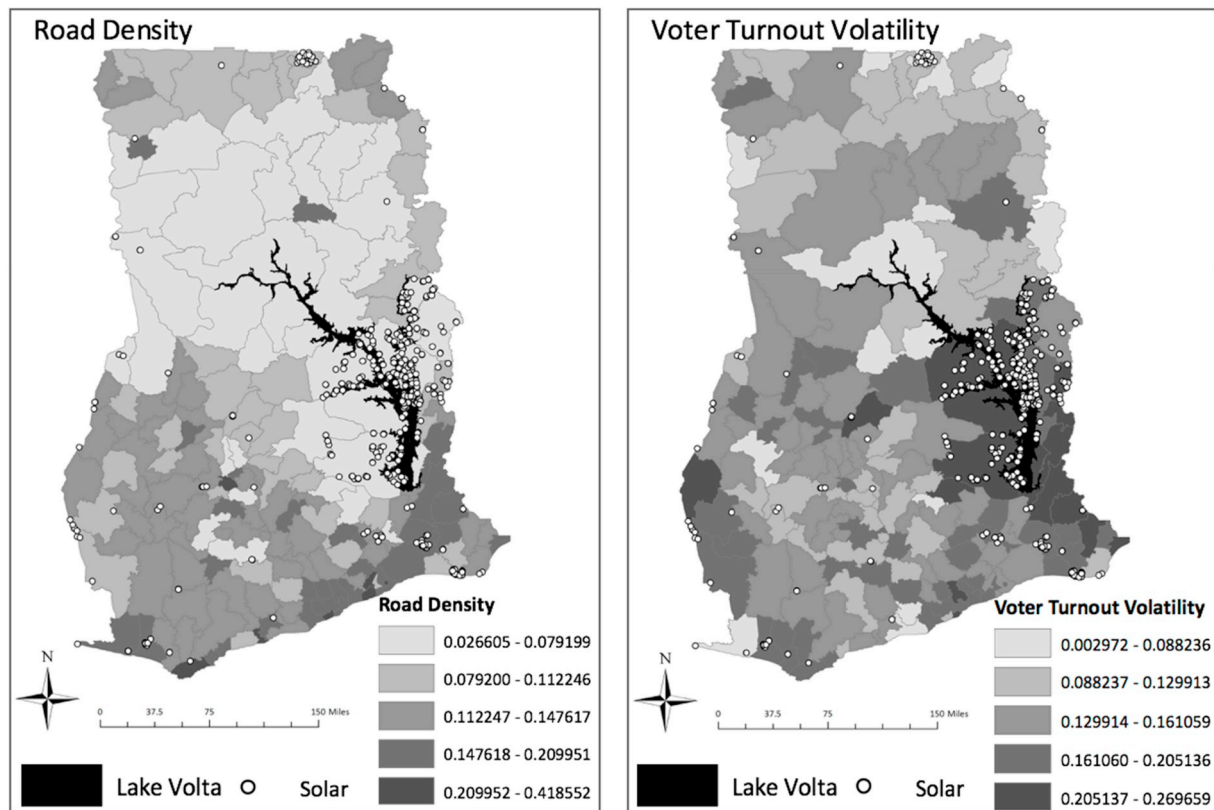 Road Density
Road Density
0.026605 - 0.079199
0.079200 - 0.112246
0.112247 - 0.147617
0.147618 - 0.209951
0.209952 - 0.418552
N
0 37.5 75 150 Miles
Lake Volta Solar
Voter Turnout Volatility
Voter Turnout Volatility
0.002972 - 0.088236
0.088237 - 0.129913
0.129914 - 0.161059
0.161060 - 0.205136
0.205137 - 0.269659
N
0 37.5 75 150 Miles
Lake Volta Solar